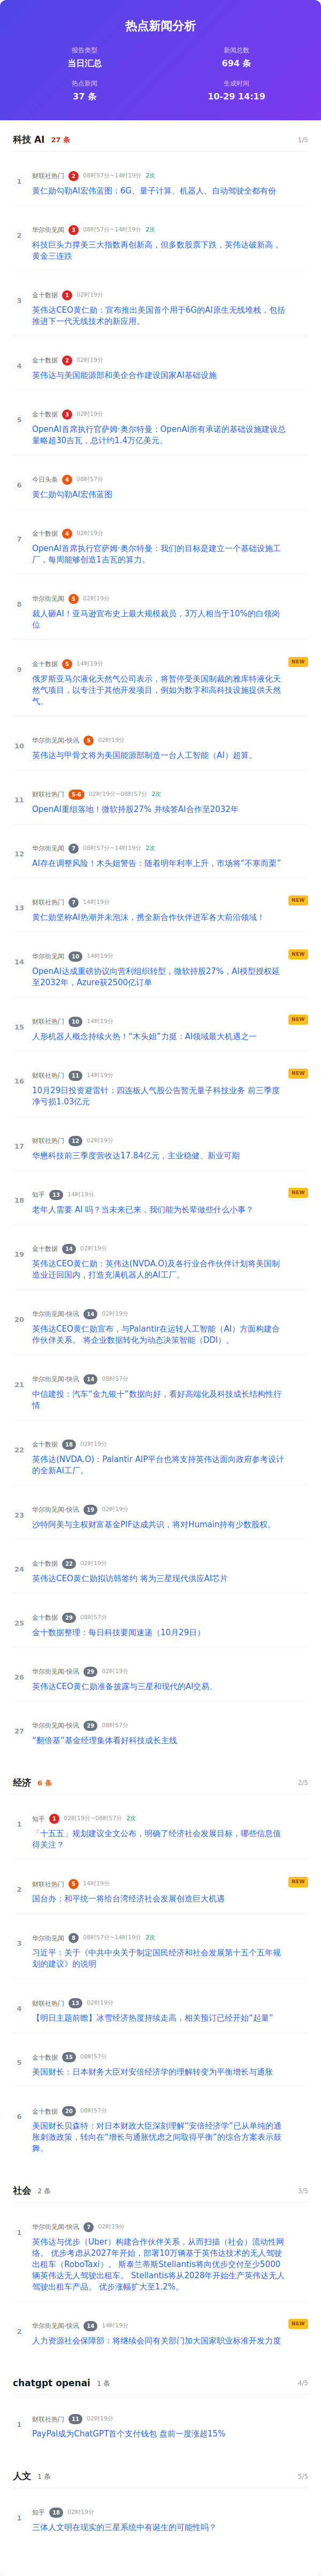 热点新闻分析
报告类型
当日汇总
新闻总数
694 条
热点新闻
37 条
生成时间
10-29 14:19
科技 AI 27 条 1/5
1
财联社热门 2 08时57分~14时19分 2次
黄仁勋勾勒AI宏伟蓝图：6G、量子计算、机器人、自动驾驶全都有份
2
华尔街见闻 3 08时57分~14时19分 2次
科技巨头力撑美三大指数再创新高，但多数股票下跌，英伟达破新高，
黄金三连跌
3
金十数据 1 02时19分
英伟达CEO黄仁勋：宣布推出美国首个用于6G的AI原生无线堆栈，包括
推进下一代无线技术的新应用。
4
金十数据 2 02时19分
英伟达与美国能源部和美企合作建设国家AI基础设施
5
金十数据 3 02时19分
OpenAI首席执行官萨姆·奥尔特曼：OpenAI所有承诺的基础设施建设总
量略超30吉瓦，总计约1.4万亿美元。
6
今日头条 4 08时57分
黄仁勋勾勒AI宏伟蓝图
7
金十数据 4 02时19分
OpenAI首席执行官萨姆·奥尔特曼：我们的目标是建立一个基础设施工
厂，每周能够创造1吉瓦的算力。
8
华尔街见闻 5 02时19分
裁人砸AI！亚马逊宣布史上最大规模裁员，3万人相当于10%的白领岗
位
9
金十数据 5 14时19分 NEW
俄罗斯亚马尔液化天然气公司表示，将暂停受美国制裁的雅库特液化天
然气项目，以专注于其他开发项目，例如为数字和高科技设施提供天然
气。
10
华尔街见闻-快讯 5 02时19分
英伟达与甲骨文将为美国能源部制造一台人工智能（AI）超算。
11
财联社热门 5-6 02时19分~08时57分 2次
OpenAI重组落地！微软持股27% 并续签AI合作至2032年
12
华尔街见闻 7 08时57分~14时19分 2次
AI存在调整风险！木头姐警告：随着明年利率上升，市场将“不寒而栗”
13
财联社热门 7 14时19分 NEW
黄仁勋坚称AI热潮并未泡沫，携全新合作伙伴进军各大前沿领域！
14
华尔街见闻 10 14时19分 NEW
OpenAI达成重磅协议向营利组织转型，微软持股27%，AI模型授权延
至2032年，Azure获2500亿订单
15
财联社热门 10 14时19分 NEW
人形机器人概念持续火热！“木头姐”力挺：AI领域最大机遇之一
16
财联社热门 11 14时19分 NEW
10月29日投资避雷针：四连板人气股公告暂无量子科技业务 前三季度
净亏损1.03亿元
17
财联社热门 12 02时19分
华懋科技前三季度营收达17.84亿元，主业稳健、新业可期
18
知乎 13 14时19分 NEW
老年人需要 AI 吗？当未来已来，我们能为长辈做些什么小事？
19
金十数据 14 02时19分
英伟达CEO黄仁勋：英伟达(NVDA.O)及各行业合作伙伴计划将美国制
造业迁回国内，打造充满机器人的AI工厂。
20
华尔街见闻-快讯 14 02时19分
英伟达CEO黄仁勋宣布，与Palantir在运转人工智能（AI）方面构建合
作伙伴关系。 将企业数据转化为动态决策智能（DDI）。
21
华尔街见闻-快讯 14 08时57分
中信建投：汽车“金九银十”数据向好，看好高端化及科技成长结构性行
情
22
金十数据 18 02时19分
英伟达(NVDA.O)：Palantir AIP平台也将支持英伟达面向政府参考设计
的全新AI工厂。
23
华尔街见闻-快讯 19 02时19分
沙特阿美与主权财富基金PIF达成共识，将对Humain持有少数股权。
24
金十数据 22 02时19分
英伟达CEO黄仁勋拟访韩签约 将为三星现代供应AI芯片
25
金十数据 29 08时57分
金十数据整理：每日科技要闻速递（10月29日）
26
华尔街见闻-快讯 29 02时19分
英伟达CEO黄仁勋准备披露与三星和现代的AI交易。
27
华尔街见闻-快讯 29 08时57分
“翻倍基”基金经理集体看好科技成长主线
经济 6 条 2/5
1
知乎 1 02时19分~08时57分 2次
「十五五」规划建议全文公布，明确了经济社会发展目标，哪些信息值
得关注？
2
财联社热门 5 14时19分 NEW
国台办：和平统一将给台湾经济社会发展创造巨大机遇
3
华尔街见闻 8 08时57分~14时19分 2次
习近平：关于《中共中央关于制定国民经济和社会发展第十五个五年规
划的建议》的说明
4
财联社热门 13 02时19分
【明日主题前瞻】冰雪经济热度持续走高，相关预订已经开始“起量”
5
金十数据 15 08时57分
美国财长：日本财务大臣对安倍经济学的理解转变为平衡增长与通胀
6
金十数据 20 08时57分
美国财长贝森特：对日本财政大臣深刻理解“安倍经济学”已从单纯的通
胀刺激政策，转向在“增长与通胀忧虑之间取得平衡”的综合方案表示鼓
舞。
社会 2 条 3/5
1
华尔街见闻-快讯 7 02时19分
英伟达与优步（Uber）构建合作伙伴关系，从而扫描（社会）流动性网
络。 优步考虑从2027年开始，部署10万辆基于英伟达技术的无人驾驶
出租车（RoboTaxi）。 斯泰兰蒂斯Stellantis将向优步交付至少5000
辆英伟达无人驾驶出租车。 Stellantis将从2028年开始生产英伟达无人
驾驶出租车产品。 优步涨幅扩大至1.2%。
2
华尔街见闻-快讯 14 14时19分 NEW
人力资源社会保障部：将继续会同有关部门加大国家职业标准开发力度
chatgpt openai 1 条 4/5
1
财联社热门 11 02时19分
PayPal成为ChatGPT首个支付钱包 盘前一度涨超15%
人文 1 条 5/5
1
知乎 18 02时19分
三体人文明在现实的三星系统中有诞生的可能性吗？